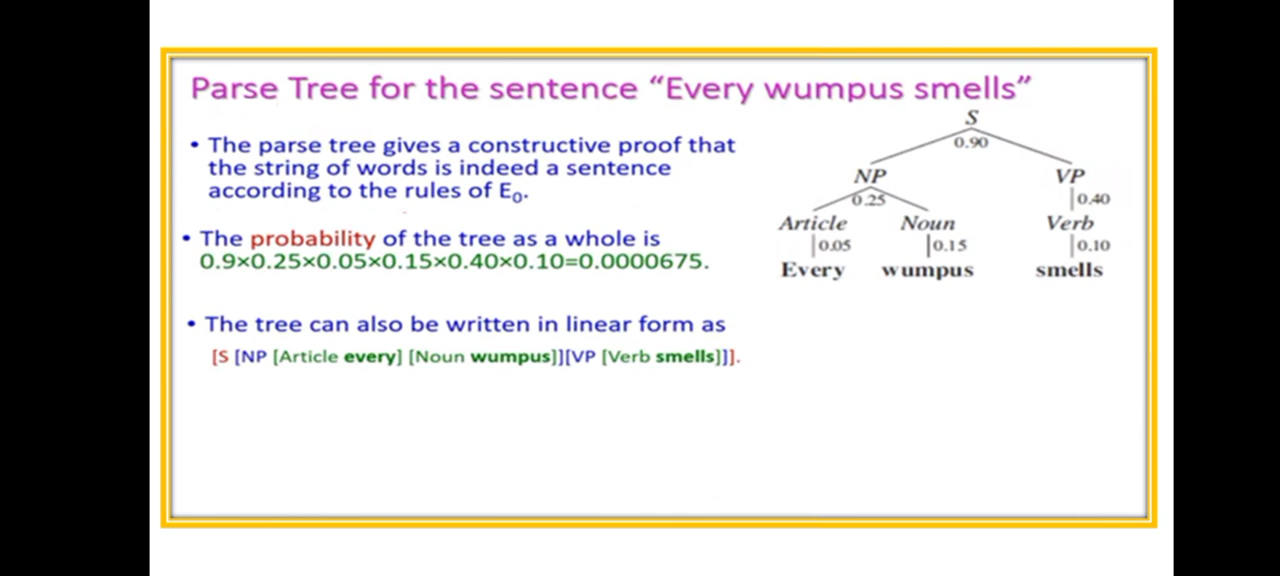 Parse Tree for the sentence “Every wumpus smells”
• The parse tree gives a constructive proof that
the string of words is indeed a sentence
according to the rules of E₀.
• The probability of the tree as a whole is
0.9×0.25×0.05×0.15×0.40×0.10=0.0000675.
• The tree can also be written in linear form as
[S [NP [Article every] [Noun wumpus]][VP [Verb smells]]].
S
0.90
NP VP
0.25 0.40
Article Noun Verb
0.05 0.15 0.10
Every wumpus smells